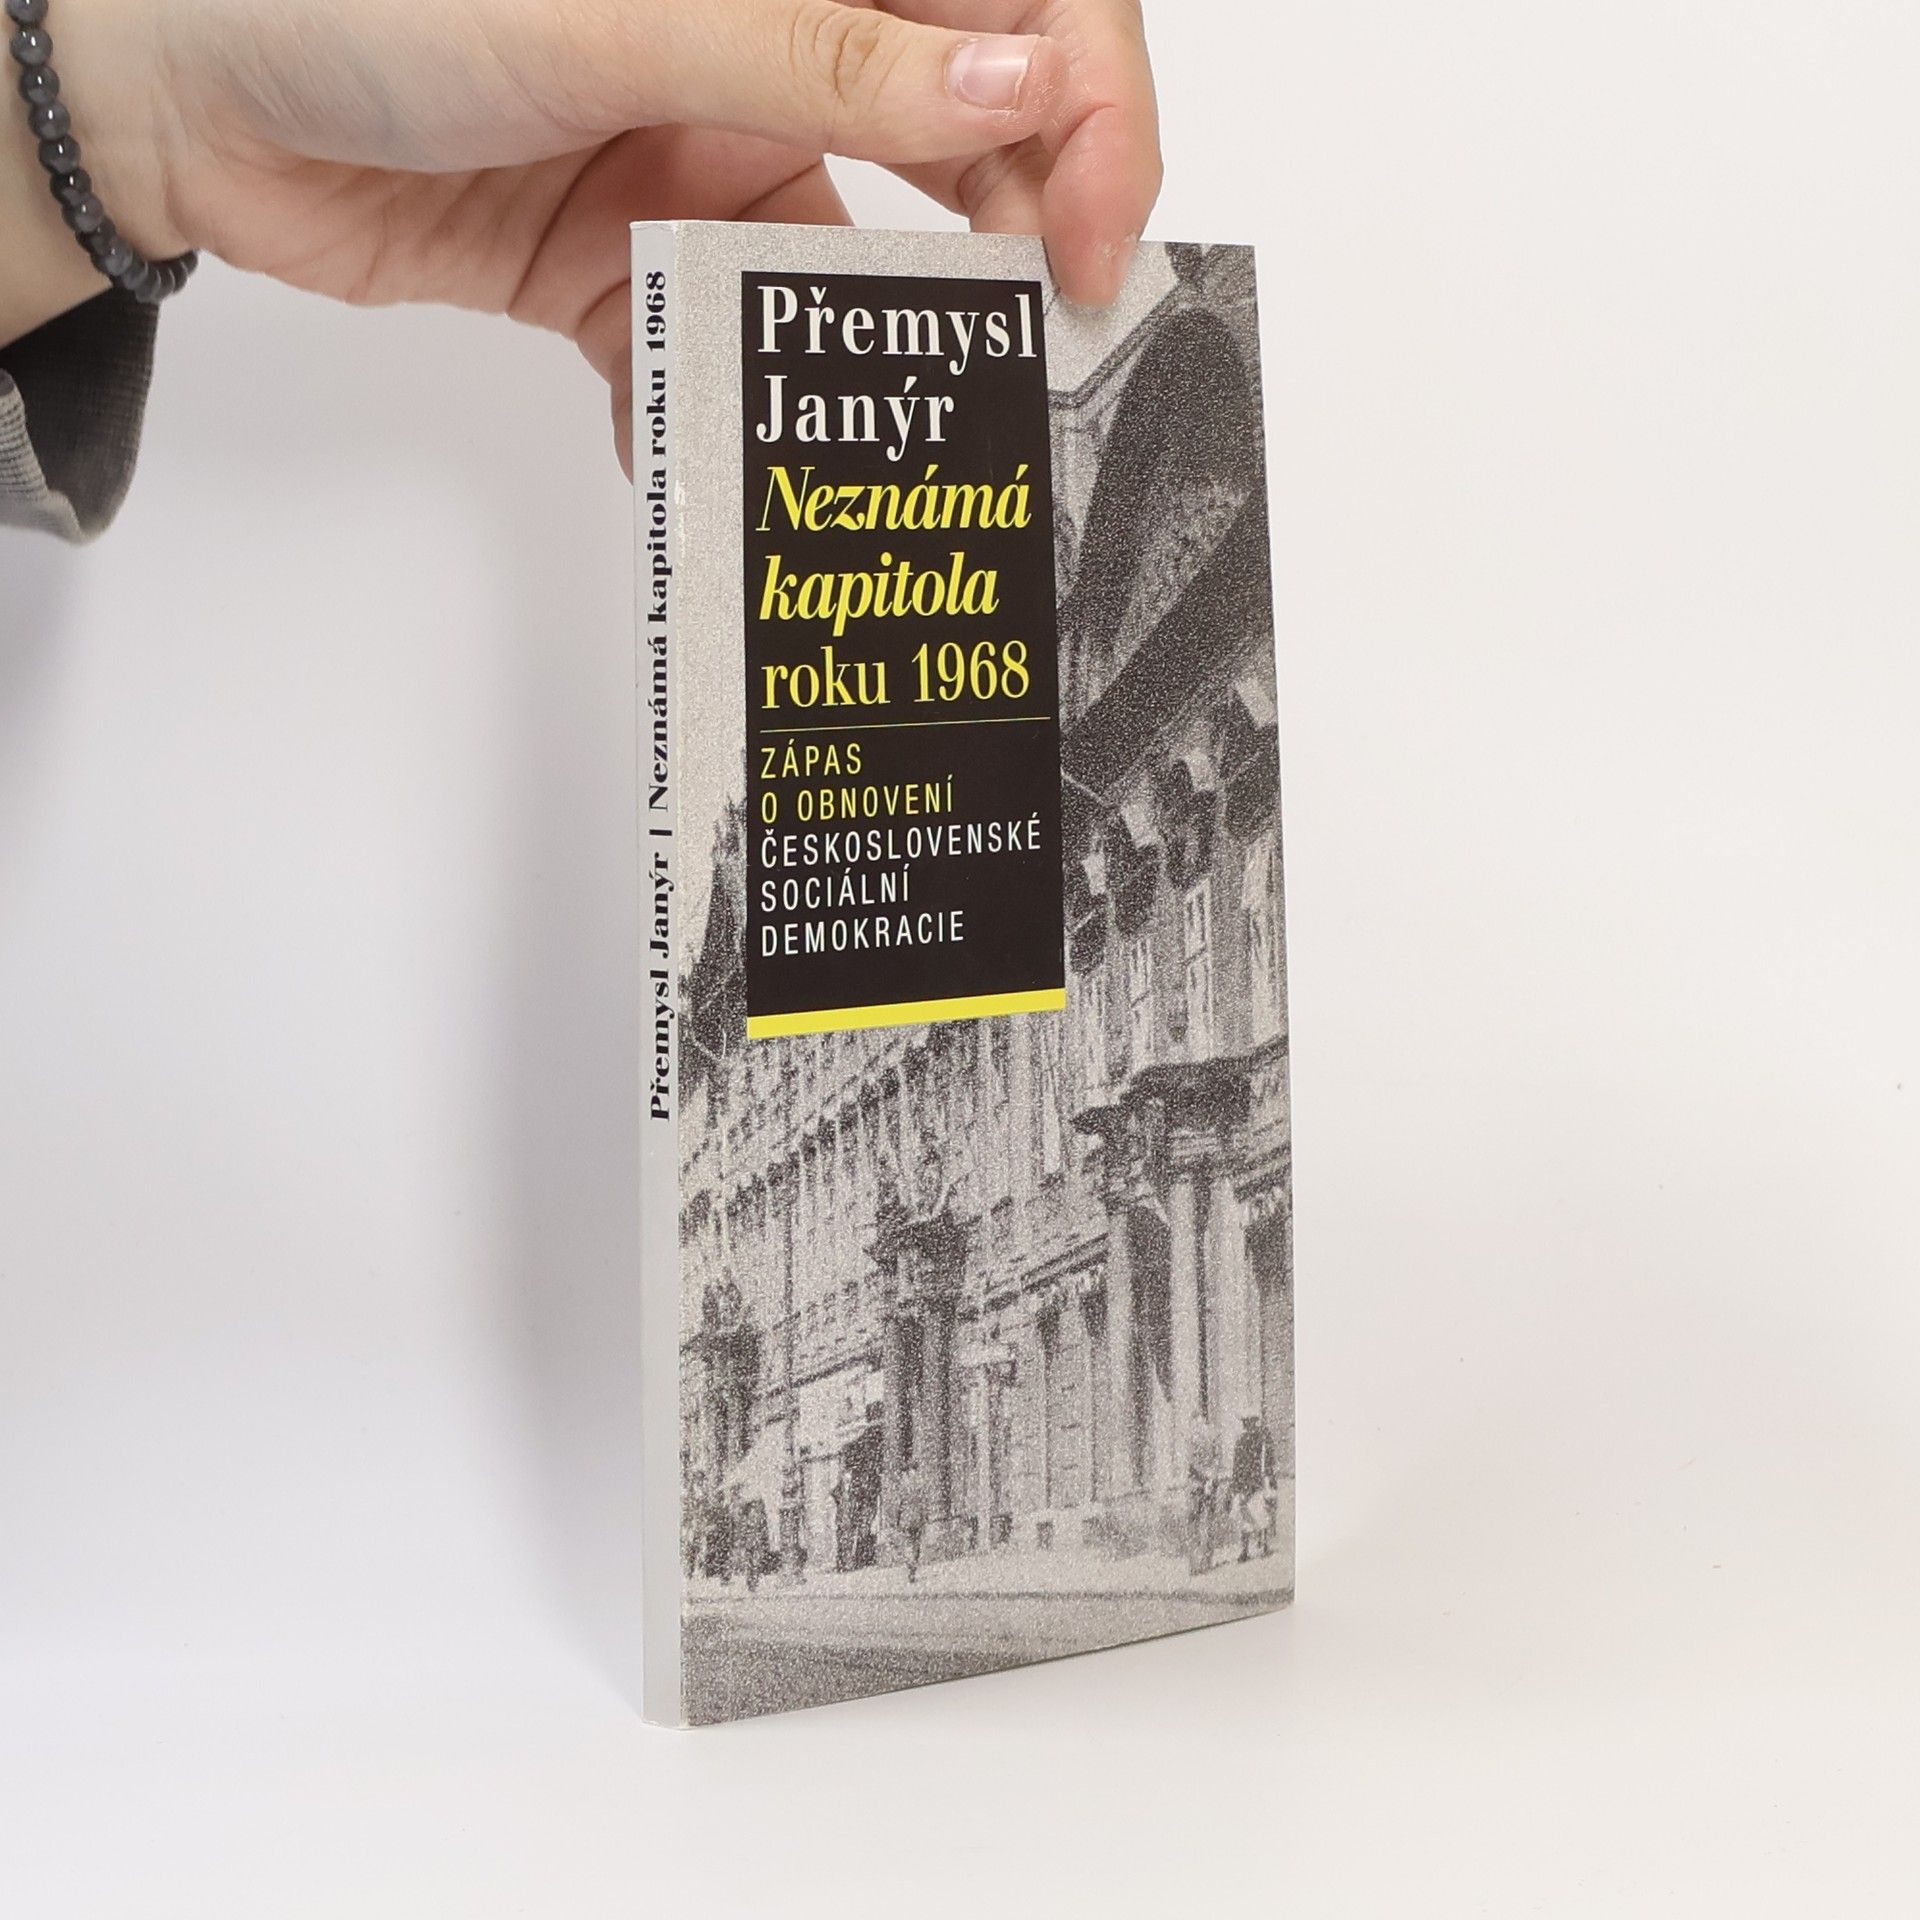 Přemysl Janýr | Neznámá kapitola roku 1968
Přemysl
Janýr
Neznámá
kapitola
roku 1968
ZÁPAS
O OBNOVENÍ
ČESKOSLOVENSKÉ
SOCIÁLNÍ
DEMOKRACIE